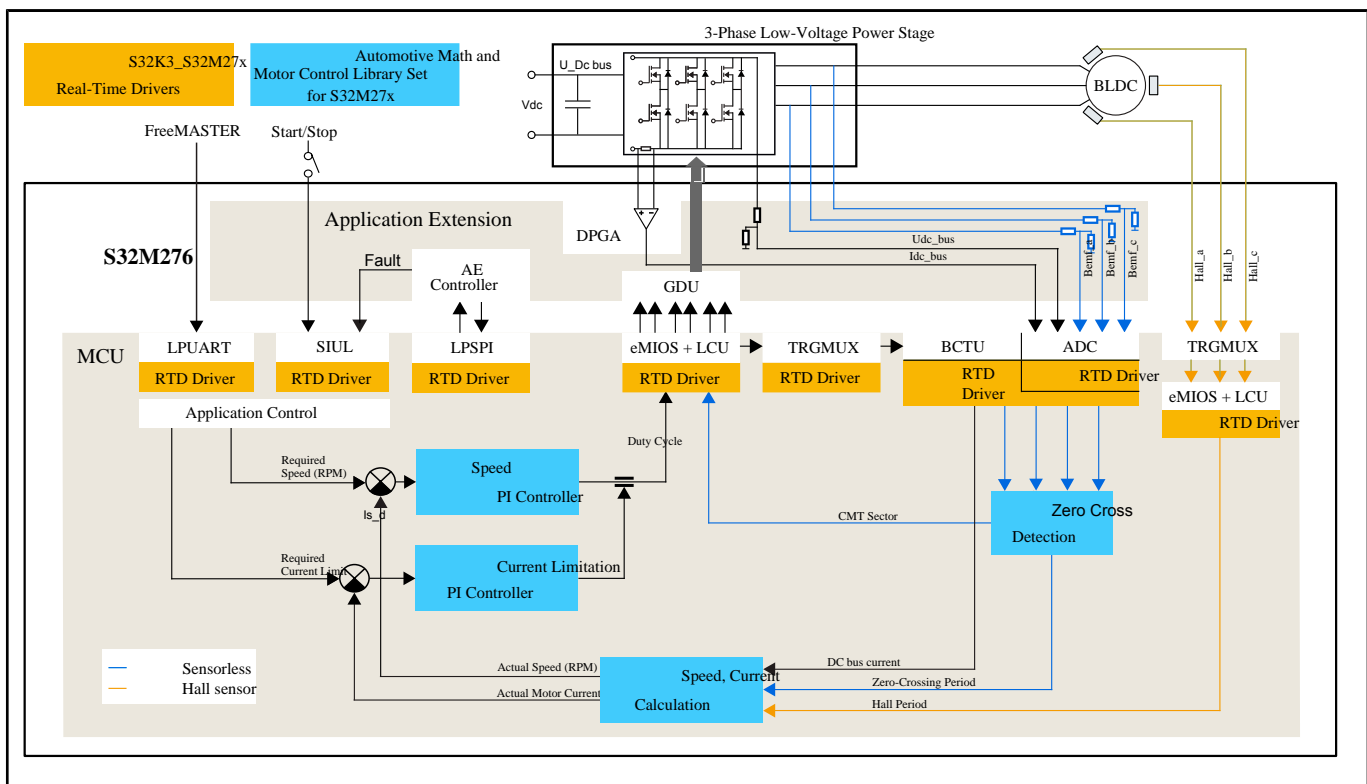 3-Phase Low-Voltage Power Stage
S32K3_S32M27x
Real-Time Drivers
Automotive Math and
Motor Control Library Set
for S32M27x
U_Dc bus
Vdc
BLDC
FreeMASTER
Start/Stop
Application Extension
DPGA
S32M276
Fault
AE
Controller
GDU
Udc_bus
Idc_bus
Bemf_a
Bemf_b
Bemf_c
Hall_a
Hall_b
Hall_c
MCU
LPUART
RTD Driver
SIUL
RTD Driver
LPSPI
RTD Driver
eMIOS + LCU
RTD Driver
TRGMUX
RTD Driver
BCTU
RTD
Driver
ADC
RTD Driver
TRGMUX
eMIOS + LCU
RTD Driver
Application Control
Duty Cycle
Required
Speed (RPM)
Is_d
Speed
PI Controller
CMT Sector
Zero Cross
Detection
Required
Current Limit
Current Limitation
PI Controller
Sensorless
Hall sensor
Actual Speed (RPM)
Actual Motor Current
Speed, Current
Calculation
DC bus current
Zero-Crossing Period
Hall Period